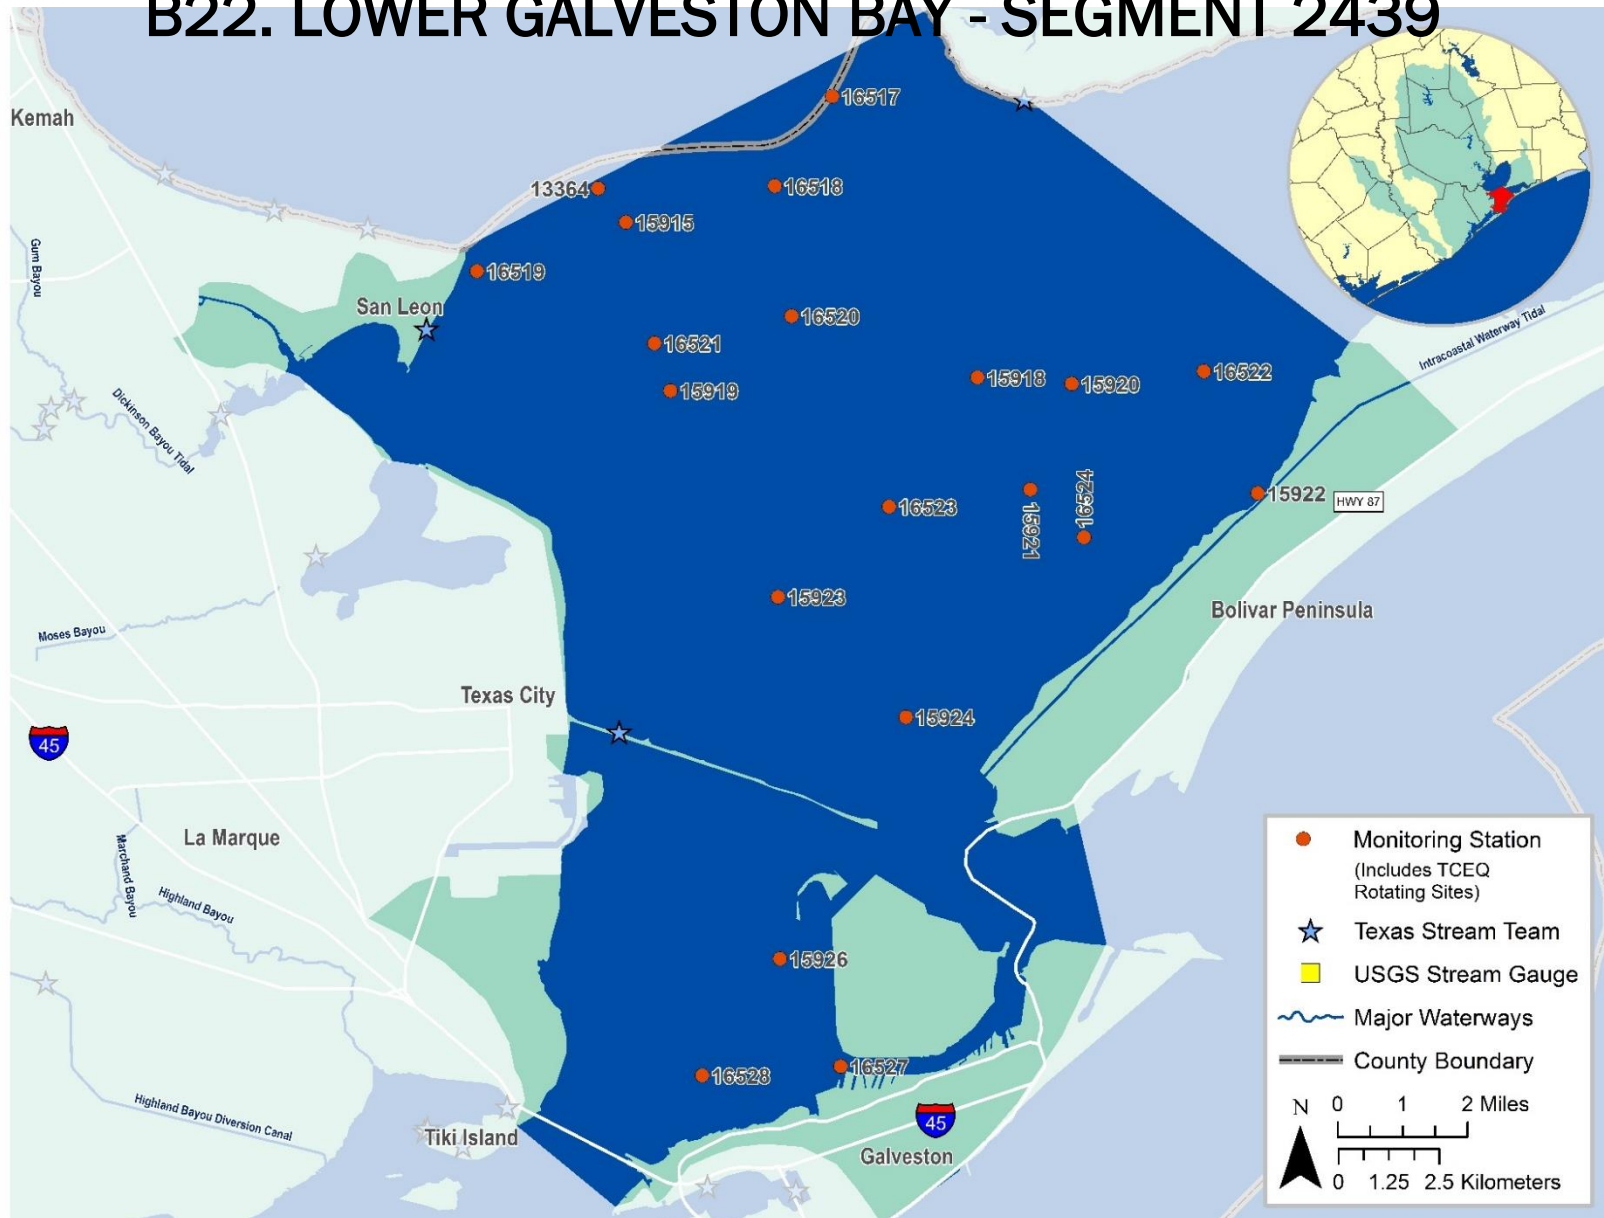 B22. LOWER GALVESTON BAY - SEGMENT 2439
Kemah
16517
13364
16518
15915
16519
Gum Bayou
San Leon
16520
Intracoastal Waterway Tidal
16521
15918
15920
16522
15919
Dickinson Bayou Tidal
16524
15922
HWY 87
16523
15921
15923
Bolivar Peninsula
Moses Bayou
Texas City
15924
45
La Marque
Marchand Bayou
Highland Bayou
15926
16527
16528
Highland Bayou Diversion Canal
Tiki Island
45
Galveston
Monitoring Station
(Includes TCEQ
Rotating Sites)
Texas Stream Team
USGS Stream Gauge
Major Waterways
County Boundary
N
0 1 2 Miles
0 1.25 2.5 Kilometers